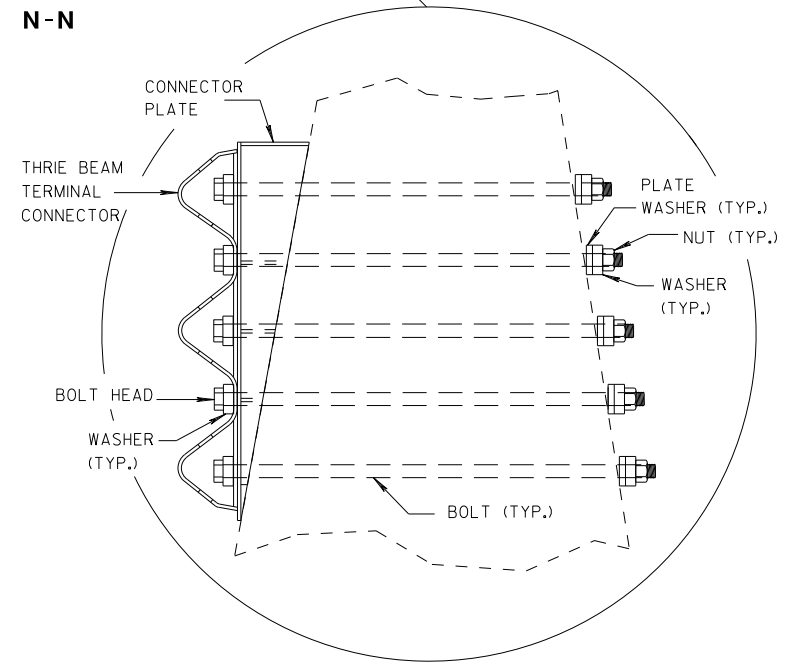 N-N
CONNECTOR
PLATE
THRIE BEAM
TERMINAL
CONNECTOR
PLATE
WASHER (TYP.)
NUT (TYP.)
WASHER
(TYP.)
BOLT HEAD
WASHER
(TYP.)
BOLT (TYP.)